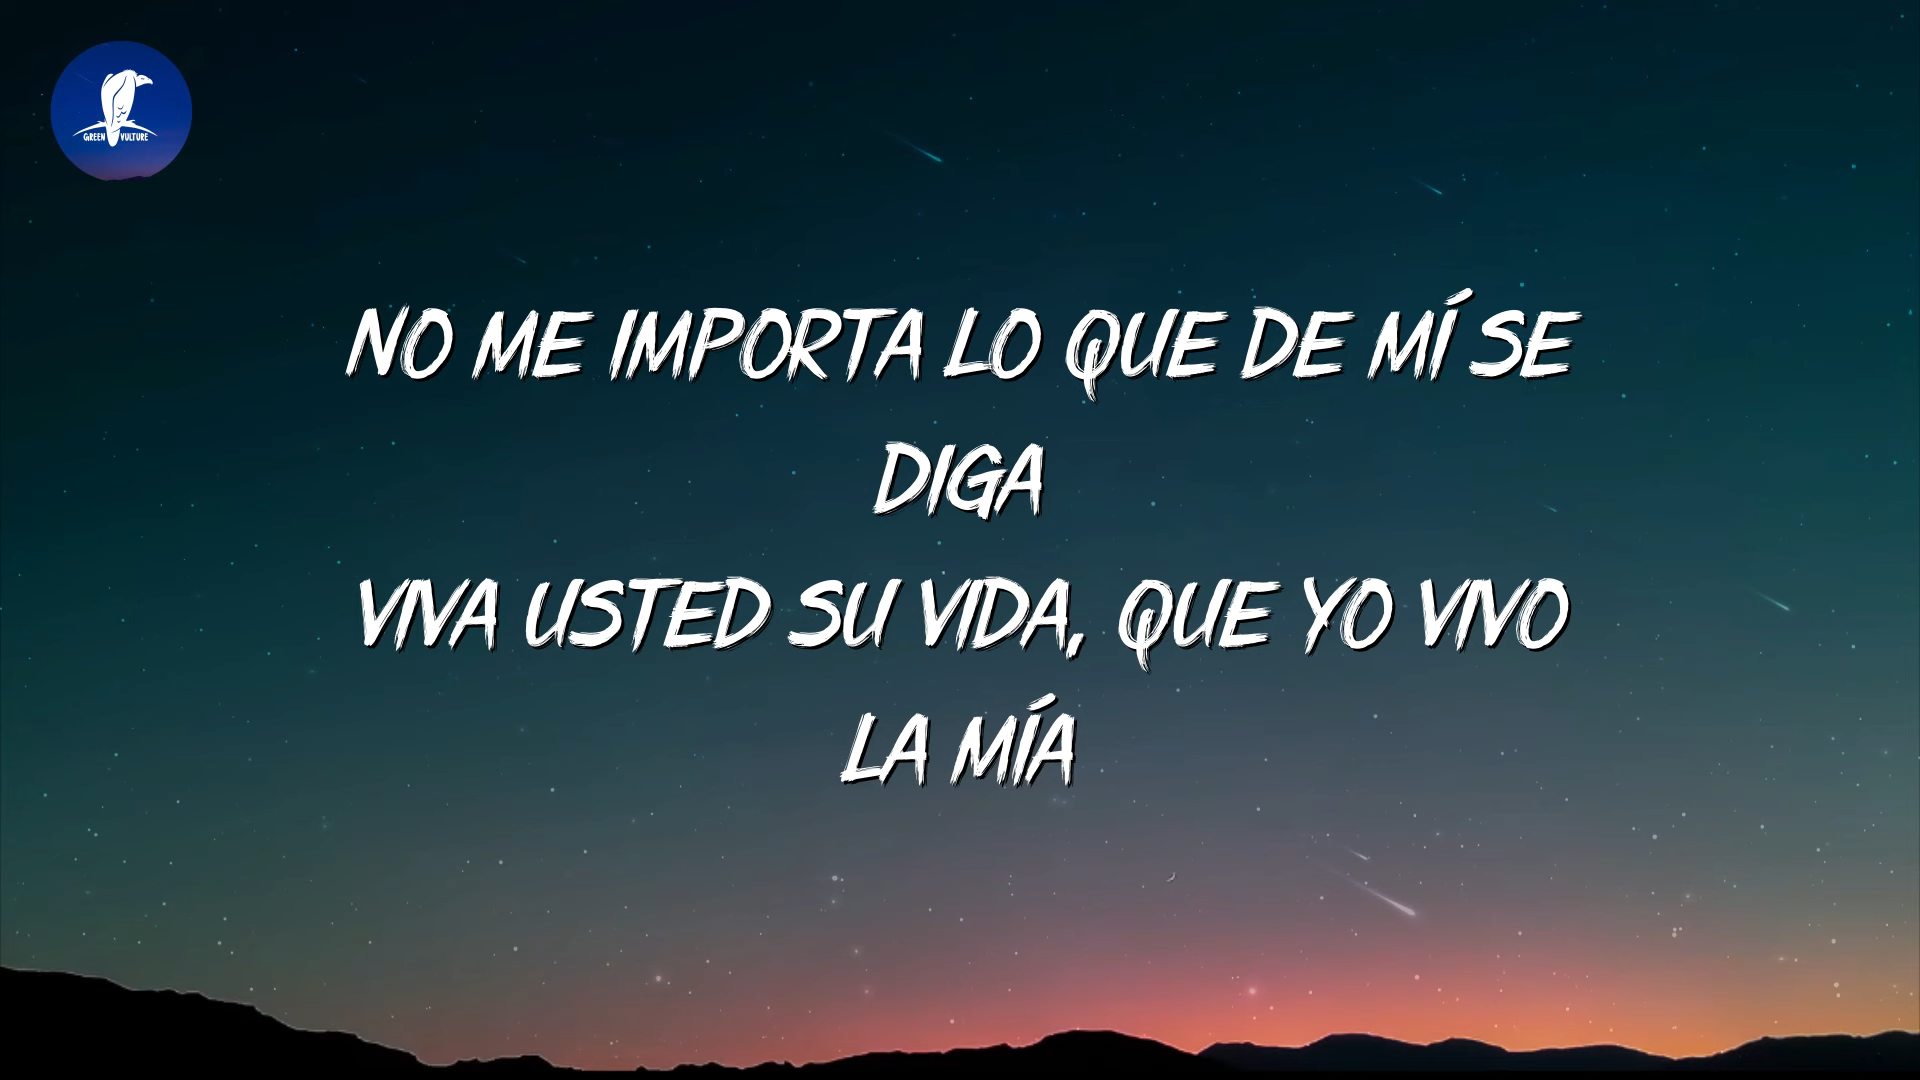 GREEN VULTURE
NO ME IMPORTA LO QUE DE MÍ SE
DIGA
VIVA USTED SU VIDA, QUE YO VIVO
LA MÍA